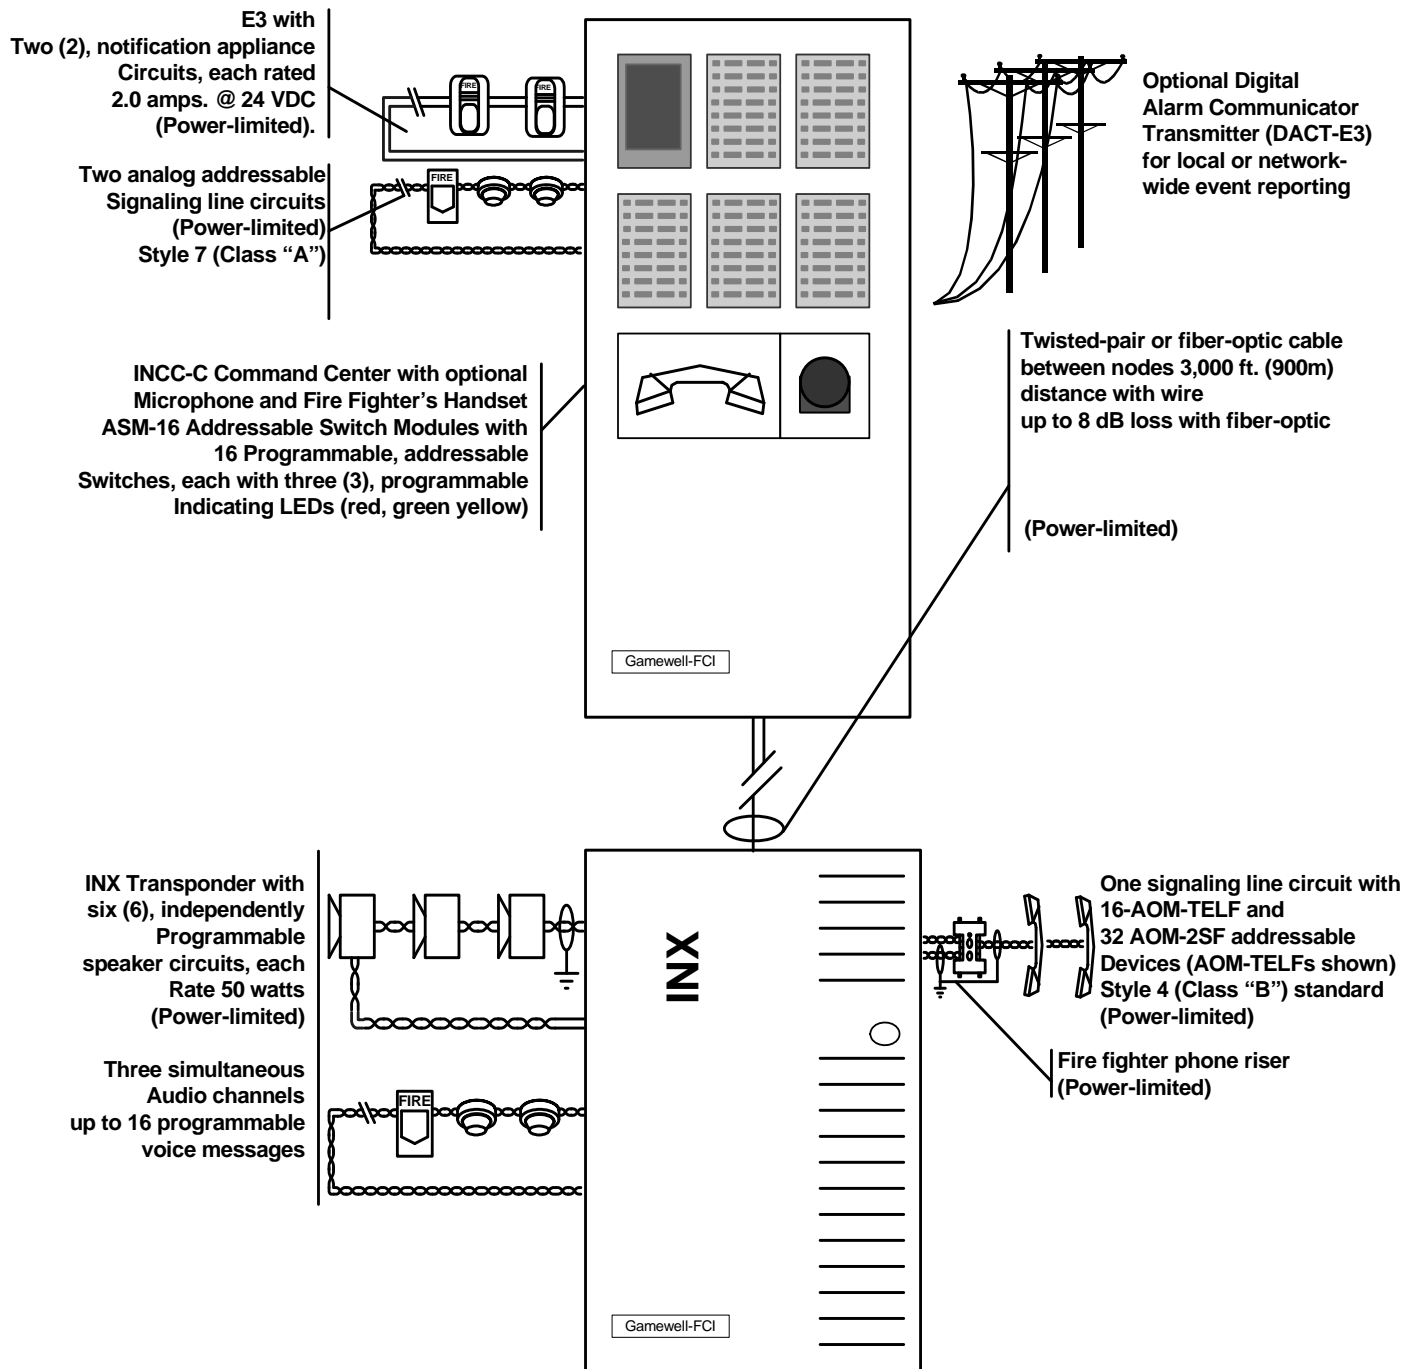 E3 with
Two (2), notification appliance
Circuits, each rated
2.0 amps. @ 24 VDC
(Power-limited).
FIRE
FIRE
Two analog addressable
Signaling line circuits
(Power-limited)
Style 7 (Class “A”)
FIRE
Optional Digital
Alarm Communicator
Transmitter (DACT-E3)
for local or network-
wide event reporting
INCC-C Command Center with optional
Microphone and Fire Fighter’s Handset
ASM-16 Addressable Switch Modules with
16 Programmable, addressable
Switches, each with three (3), programmable
Indicating LEDs (red, green yellow)
Twisted-pair or fiber-optic cable
between nodes 3,000 ft. (900m)
distance with wire
up to 8 dB loss with fiber-optic
(Power-limited)
Gamewell-FCI
INX Transponder with
six (6), independently
Programmable
speaker circuits, each
Rate 50 watts
(Power-limited)
INX
One signaling line circuit with
16-AOM-TELF and
32 AOM-2SF addressable
Devices (AOM-TELFs shown)
Style 4 (Class “B”) standard
(Power-limited)
Fire fighter phone riser
(Power-limited)
Three simultaneous
Audio channels
up to 16 programmable
voice messages
FIRE
Gamewell-FCI